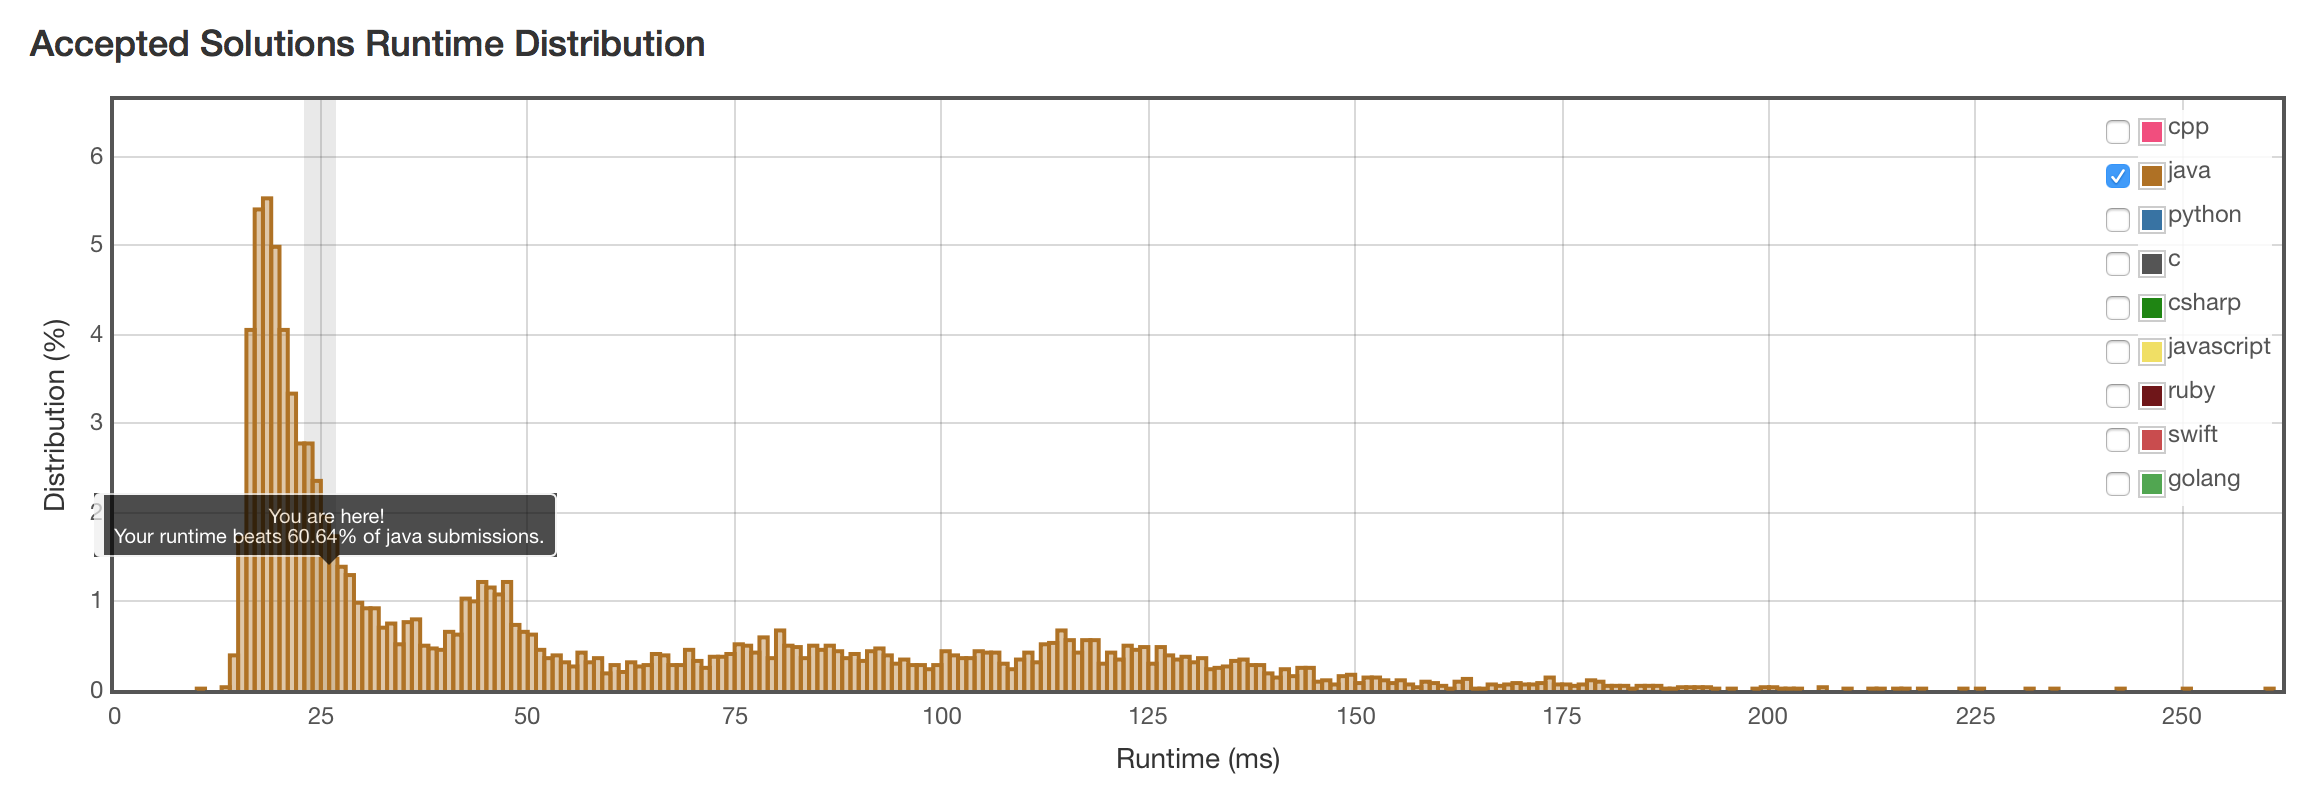 Accepted Solutions Runtime Distribution
Distribution (%)
6
5
4
3
2
1
0
You are here!
Your runtime beats 60.64% of java submissions.
cpp
java
python
c
csharp
javascript
ruby
swift
golang
0 25 50 75 100 125 150 175 200 225 250
Runtime (ms)